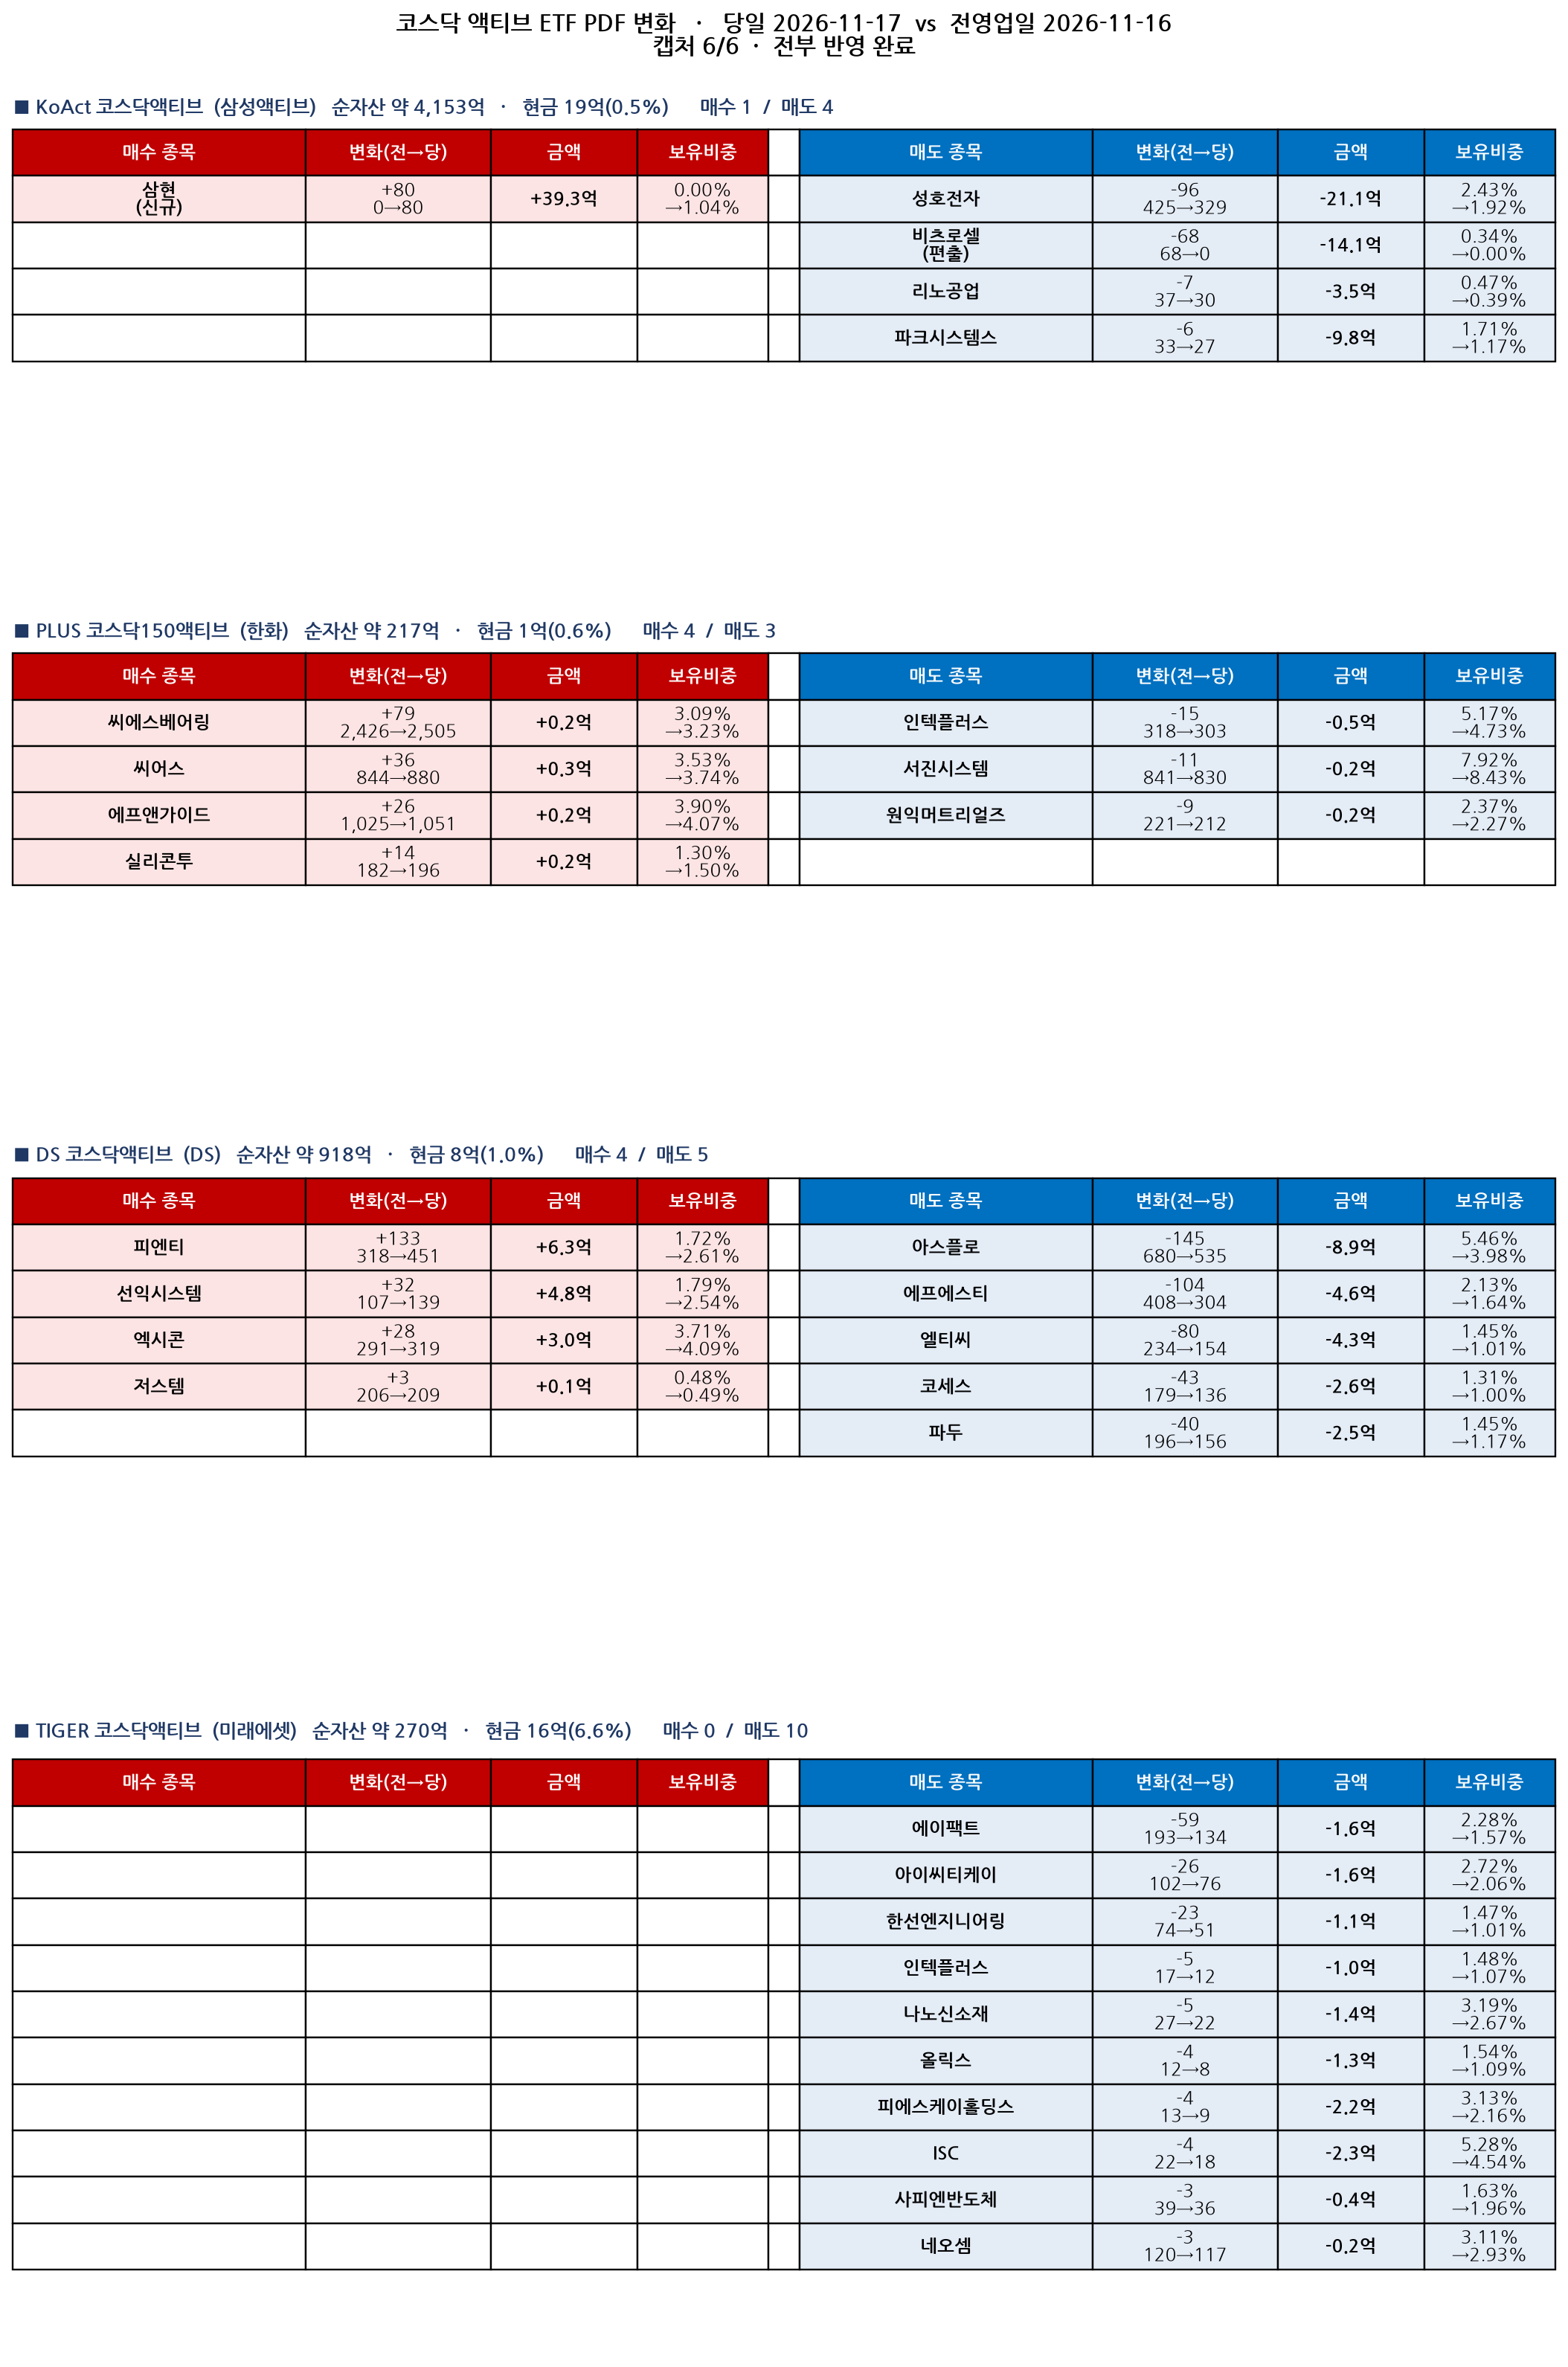 코스닥 액티브 ETF PDF 변화 · 당일 2026-11-17 vs 전영업일 2026-11-16
캡처 6/6 · 전부 반영 완료
■ KoAct 코스닥액티브 (삼성액티브) 순자산 약 4,153억 · 현금 19억(0.5%) 매수 1 / 매도 4
매수 종목 변화(전→당) 금액 보유비중 매도 종목 변화(전→당) 금액 보유비중
삼현 +80 0.00% -96 2.43%
(신규) 0→80 +39.3억 →1.04% 성호전자 425→329 -21.1억 →1.92%
비츠로셀 -68 0.34%
(편출) 68→0 -14.1억 →0.00%
-7 0.47%
리노공업 37→30 -3.5억 →0.39%
-6 1.71%
파크시스템스 33→27 -9.8억 →1.17%
■ PLUS 코스닥150액티브 (한화) 순자산 약 217억 · 현금 1억(0.6%) 매수 4 / 매도 3
매수 종목 변화(전→당) 금액 보유비중 매도 종목 변화(전→당) 금액 보유비중
+79 3.09% -15 5.17%
씨에스베어링 2,426→2,505 +0.2억 →3.23% 인텍플러스 318→303 -0.5억 →4.73%
+36 3.53% -11 7.92%
씨어스 844→880 +0.3억 →3.74% 서진시스템 841→830 -0.2억 →8.43%
+26 3.90% -9 2.37%
에프앤가이드 1,025→1,051 +0.2억 →4.07% 원익머트리얼즈 221→212 -0.2억 →2.27%
+14 1.30%
실리콘투 182→196 +0.2억 →1.50%
■ DS 코스닥액티브 (DS) 순자산 약 918억 · 현금 8억(1.0%) 매수 4 / 매도 5
매수 종목 변화(전→당) 금액 보유비중 매도 종목 변화(전→당) 금액 보유비중
+133 1.72% -145 5.46%
피엔티 318→451 +6.3억 →2.61% 아스플로 680→535 -8.9억 →3.98%
+32 1.79% -104 2.13%
선익시스템 107→139 +4.8억 →2.54% 에프에스티 408→304 -4.6억 →1.64%
+28 3.71% -80 1.45%
엑시콘 291→319 +3.0억 →4.09% 엘티씨 234→154 -4.3억 →1.01%
+3 0.48% -43 1.31%
저스템 206→209 +0.1억 →0.49% 코세스 179→136 -2.6억 →1.00%
-40 1.45%
파두 196→156 -2.5억 →1.17%
■ TIGER 코스닥액티브 (미래에셋) 순자산 약 270억 · 현금 16억(6.6%) 매수 0 / 매도 10
매수 종목 변화(전→당) 금액 보유비중 매도 종목 변화(전→당) 금액 보유비중
-59 2.28%
에이팩트 193→134 -1.6억 →1.57%
-26 2.72%
아이씨티케이 102→76 -1.6억 →2.06%
-23 1.47%
한선엔지니어링 74→51 -1.1억 →1.01%
-5 1.48%
인텍플러스 17→12 -1.0억 →1.07%
-5 3.19%
나노신소재 27→22 -1.4억 →2.67%
-4 1.54%
올릭스 12→8 -1.3억 →1.09%
-4 3.13%
피에스케이홀딩스 13→9 -2.2억 →2.16%
-4 5.28%
ISC 22→18 -2.3억 →4.54%
-3 1.63%
사피엔반도체 39→36 -0.4억 →1.96%
-3 3.11%
네오셈 120→117 -0.2억 →2.93%